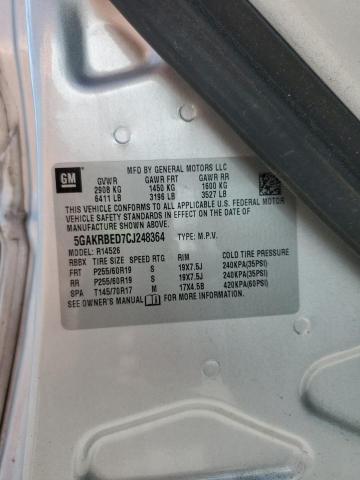 MFD BY GENERAL MOTORS LLC
GM
GVWR GAWR FRT GAWR RR
2908 KG 1450 KG 1600 KG
6411 LB 3196 LB 3527 LB
THIS VEHICLE CONFORMS TO ALL APPLICABLE U.S. FEDERAL MOTOR
VEHICLE SAFETY STANDARDS IN EFFECT ON THE DATE OF
MANUFACTURE SHOWN ABOVE.
5GAKRBED7CJ248364 TYPE: M.P.V.
MODEL: R14526
RBBX TIRE SIZE SPEED RTG RIM COLD TIRE PRESSURE
FRT P255/60R19 S 19X7.5J 240KPA(35PSI)
RR P255/60R19 S 19X7.5J 240KPA(35PSI)
SPA T145/70R17 M 17X4.5B 420KPA(60PSI)
SEE OWNER'S MANUAL FOR MORE INFORMATION.